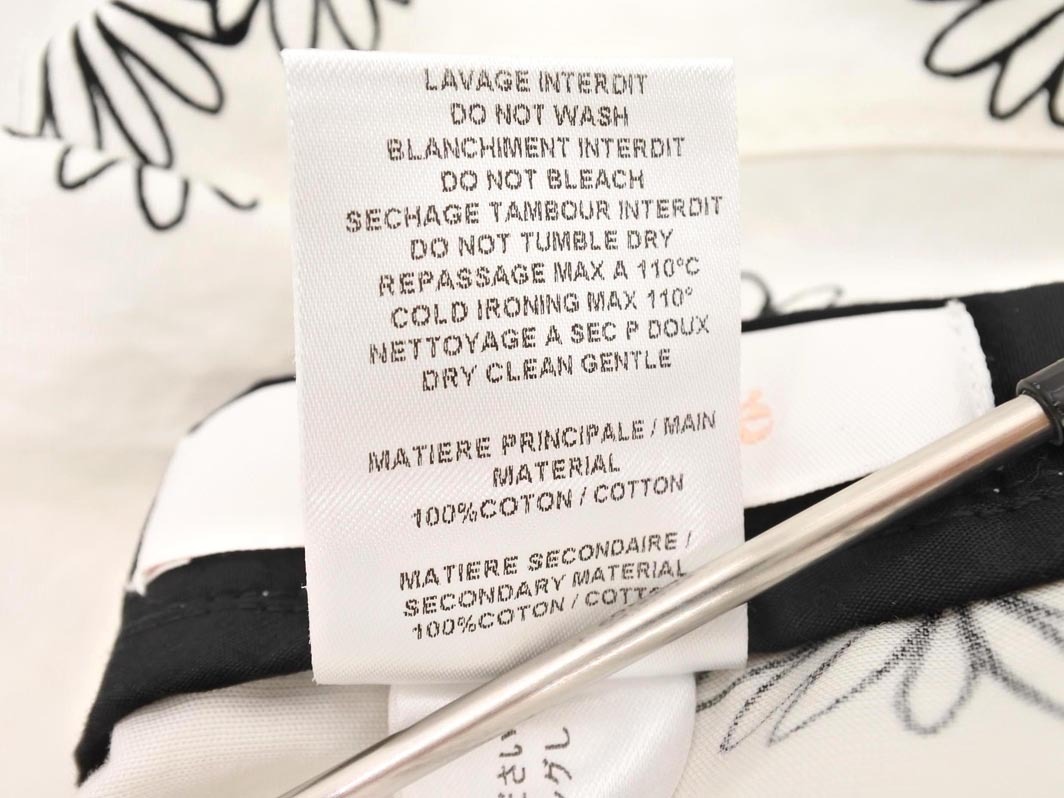 LAVAGE INTERDIT
DO NOT WASH
BLANCHIMENT INTERDIT
DO NOT BLEACH
SECHAGE TAMBOUR INTERDIT
DO NOT TUMBLE DRY
REPASSAGE MAX A 110°C
COLD IRONING MAX 110°
NETTOYAGE A SEC P DOUX
DRY CLEAN GENTLE
MATIERE PRINCIPALE / MAIN
MATERIAL
100%COTON / COTTON
MATIERE SECONDAIRE /
SECONDARY MATERIAL
100%COTON /